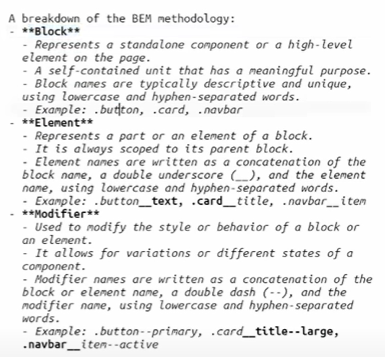 A breakdown of the BEM methodology:
- **Block**
- Represents a standalone component or a high-level
element on the page.
- A self-contained unit that has a meaningful purpose.
- Block names are typically descriptive and unique,
using lowercase and hyphen-separated words.
- Example: .button, .card, .navbar
- **Element**
- Represents a part or an element of a block.
- It is always scoped to its parent block.
- Element names are written as a concatenation of the
block name, a double underscore (__), and the element
name, using lowercase and hyphen-separated words.
- Example: .button__text, .card__title, .navbar__item
- **Modifier**
- Used to modify the style or behavior of a block or
an element.
- It allows for variations or different states of a
component.
- Modifier names are written as a concatenation of the
block or element name, a double dash (--), and the
modifier name, using lowercase and hyphen-separated
words.
- Example: .button--primary, .card__title--large,
.navbar__item--active